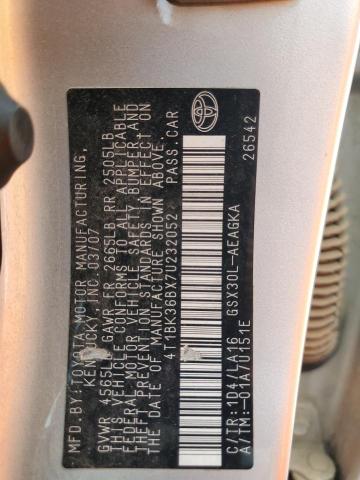 MFD. BY: TOYOTA MOTOR MANUFACTURING,
KENTUCKY, INC. 03/07
GVWR 4565LB GAWR FR 2665LB RR 2505LB
THIS VEHICLE CONFORMS TO ALL APPLICABLE
FEDERAL MOTOR VEHICLE SAFETY, BUMPER, AND
THEFT PREVENTION STANDARDS IN EFFECT ON
THE DATE OF MANUFACTURE SHOWN ABOVE.
4T1BK36BX7U232052 PASS.CAR
C/TR: 1D4/LA16 GSX30L-AEAGKA
A/TM:-01A/U151E 26542